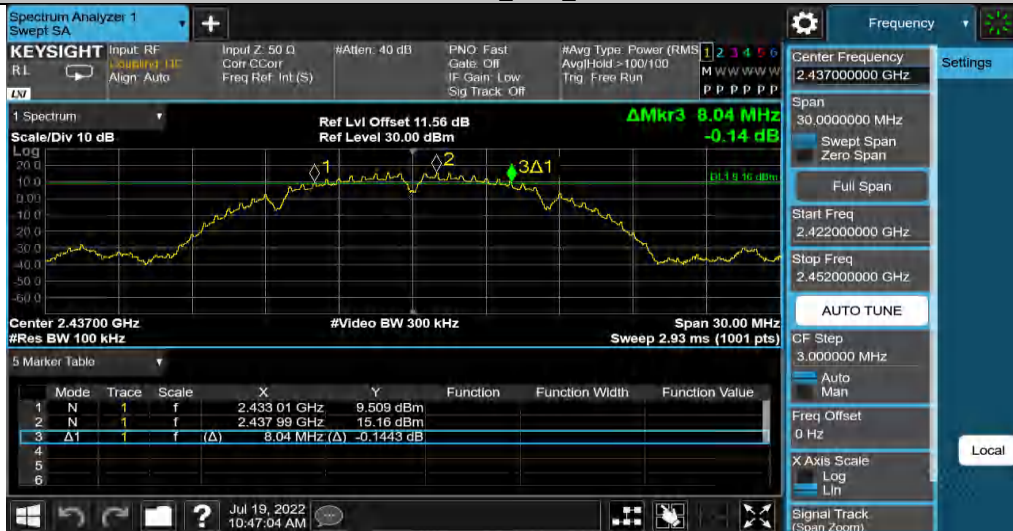 Spectrum Analyzer 1
Swept SA
+
Frequency
KEYSIGHT
RL
LXI
Input: RF
Coupling: DC
Align: Auto
Input Z: 50 Ω
Corr CCorr
Freq Ref: Int (S)
#Atten: 40 dB
PNO: Fast
Gate: Off
IF Gain: Low
Sig Track: Off
#Avg Type: Power (RMS
Avg|Hold >100/100
Trig: Free Run
1 2 3 4 5 6
M W W W W W
P P P P P P
1 Spectrum
Scale/Div 10 dB
Log
Ref Lvl Offset 11.56 dB
Ref Level 30.00 dBm
ΔMkr3 8.04 MHz
-0.14 dB
20.0
10.0
0.00
-10.0
-20.0
-30.0
-40.0
-50.0
-60.0
1
2
3Δ1
DL1 9.16 dBm
Center 2.43700 GHz
#Res BW 100 kHz
#Video BW 300 kHz
Span 30.00 MHz
Sweep 2.93 ms (1001 pts)
5 Marker Table
Mode Trace Scale X Y Function Function Width Function Value
1 N 1 f 2.433 01 GHz 9.509 dBm
2 N 1 f 2.437 99 GHz 15.16 dBm
3 Δ1 1 f (Δ) 8.04 MHz (Δ) -0.1443 dB
4
5
6
?
Jul 19, 2022
10:47:04 AM
Center Frequency
2.437000000 GHz
Span
30.0000000 MHz
Swept Span
Zero Span
Full Span
Start Freq
2.422000000 GHz
Stop Freq
2.452000000 GHz
AUTO TUNE
CF Step
3.000000 MHz
Auto
Man
Freq Offset
0 Hz
X Axis Scale
Log
Lin
Signal Track
(Span Zoom)
Settings
Local